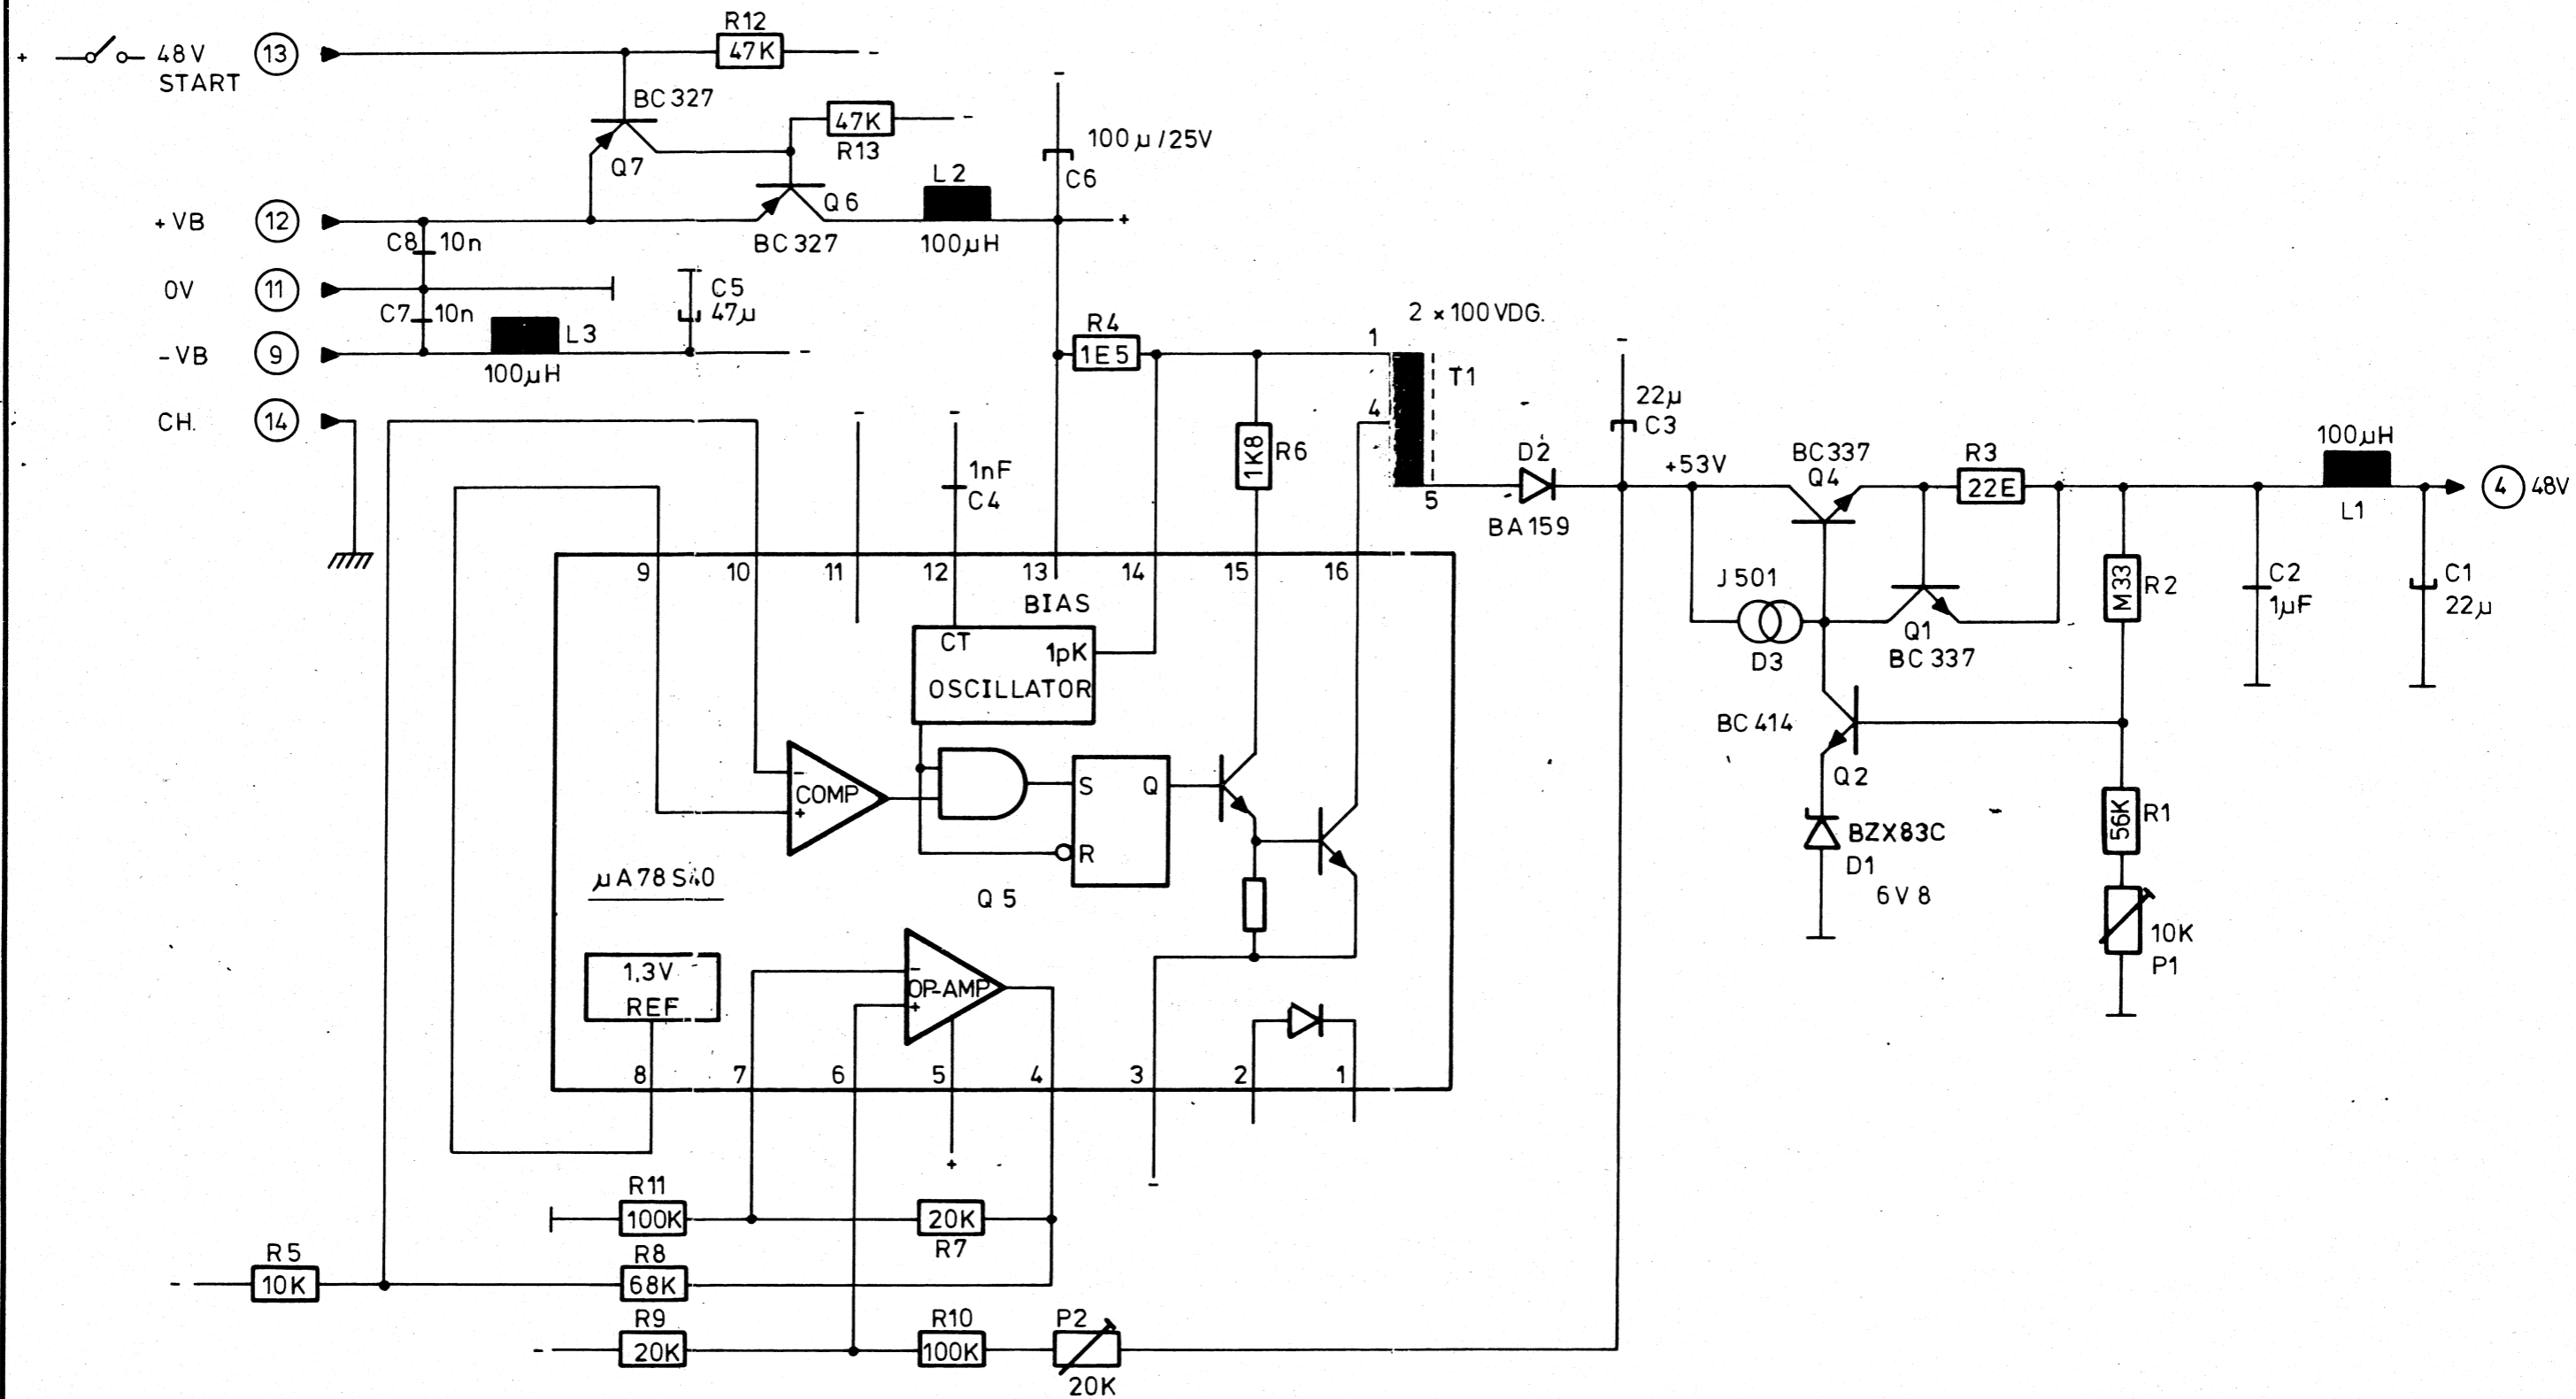 R12
47K
-
+
48V
START
13
BC327
Q7
47K
R13
-
-
100µ/25V
C6
L2
Q6
+VB
12
BC327
100µH
+
C8
10n
0V
11
C7
10n
C5
47µ
L3
-VB
9
100µH
-
CH.
14
R4
1E5
2 x 100 VDG.
1
T1
4
5
-
22µ
C3
-
-
1nF
C4
1K8
R6
D2
BA159
+53V
BC337
Q4
R3
22E
100µH
L1
4
48V
9
10
11
12
13
14
15
16
BIAS
CT
1pK
OSCILLATOR
J501
D3
Q1
BC337
M33
R2
C2
1µF
C1
22µ
BC414
Q2
-
COMP
+
S
Q
R
BZX83C
D1
6V8
56K
R1
10K
P1
µA78S40
Q5
1,3V
REF
-
OP-AMP
+
8
7
6
5
4
3
2
1
+
-
R11
100K
20K
R7
R5
-
10K
R8
68K
R9
-
20K
R10
100K
P2
20K